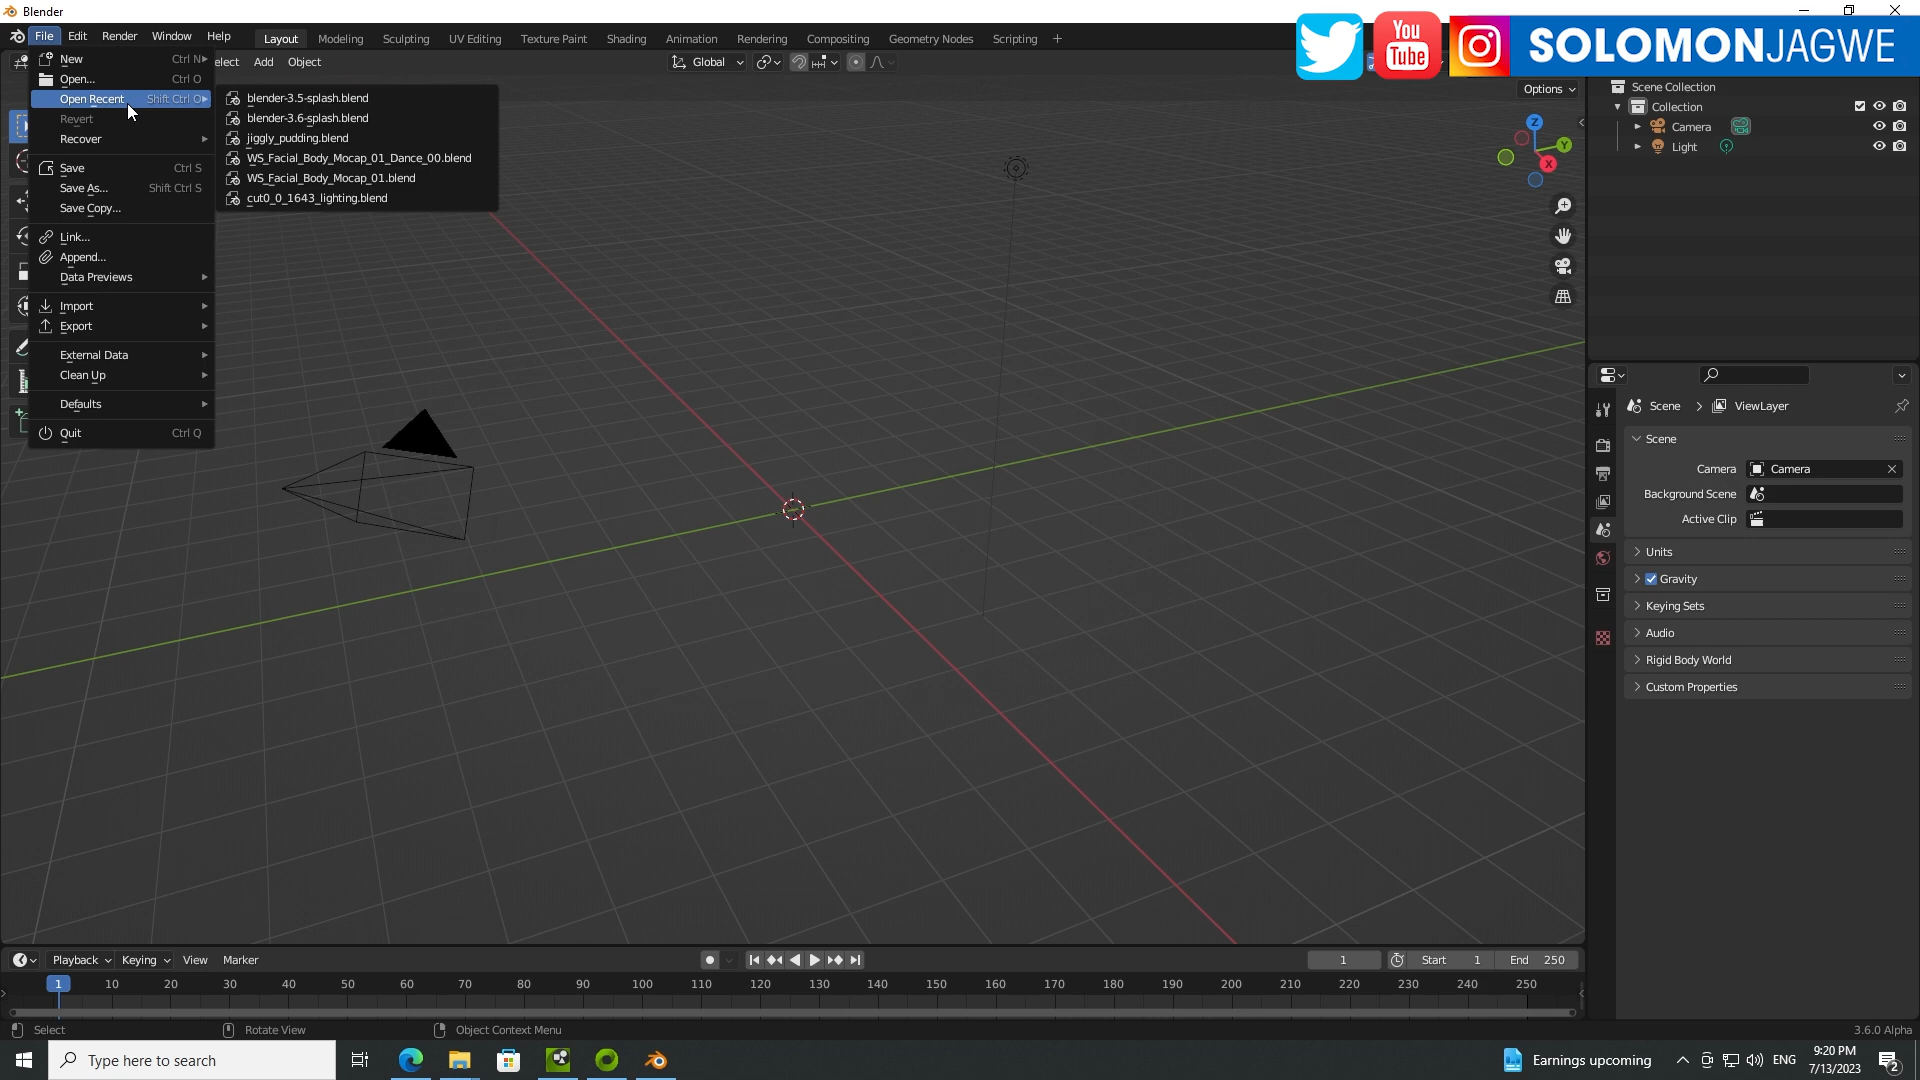 Blender
File Edit Render Window Help Layout Modeling Sculpting UV Editing Texture Paint Shading Animation Rendering Compositing Geometry Nodes Scripting +
You Tube SOLOMONJAGWE
elect Add Object Global
Options
New Ctrl N
Open... Ctrl O
Open Recent Shift Ctrl O
Revert
Recover
Save Ctrl S
Save As... Shift Ctrl S
Save Copy...
Link...
Append...
Data Previews
Import
Export
External Data
Clean Up
Defaults
Quit Ctrl Q
blender-3.5-splash.blend
blender-3.6-splash.blend
jiggly_pudding.blend
WS_Facial_Body_Mocap_01_Dance_00.blend
WS_Facial_Body_Mocap_01.blend
cut0_0_1643_lighting.blend
Z
Y
X
Scene Collection
Collection
Camera
Light
Scene > ViewLayer
Scene
Camera Camera
Background Scene
Active Clip
Units
Gravity
Keying Sets
Audio
Rigid Body World
Custom Properties
Playback Keying View Marker 1 Start 1 End 250
1 10 20 30 40 50 60 70 80 90 100 110 120 130 140 150 160 170 180 190 200 210 220 230 240 250
Select Rotate View Object Context Menu 3.6.0 Alpha
Type here to search Earnings upcoming ENG
9:20 PM
7/13/2023
2